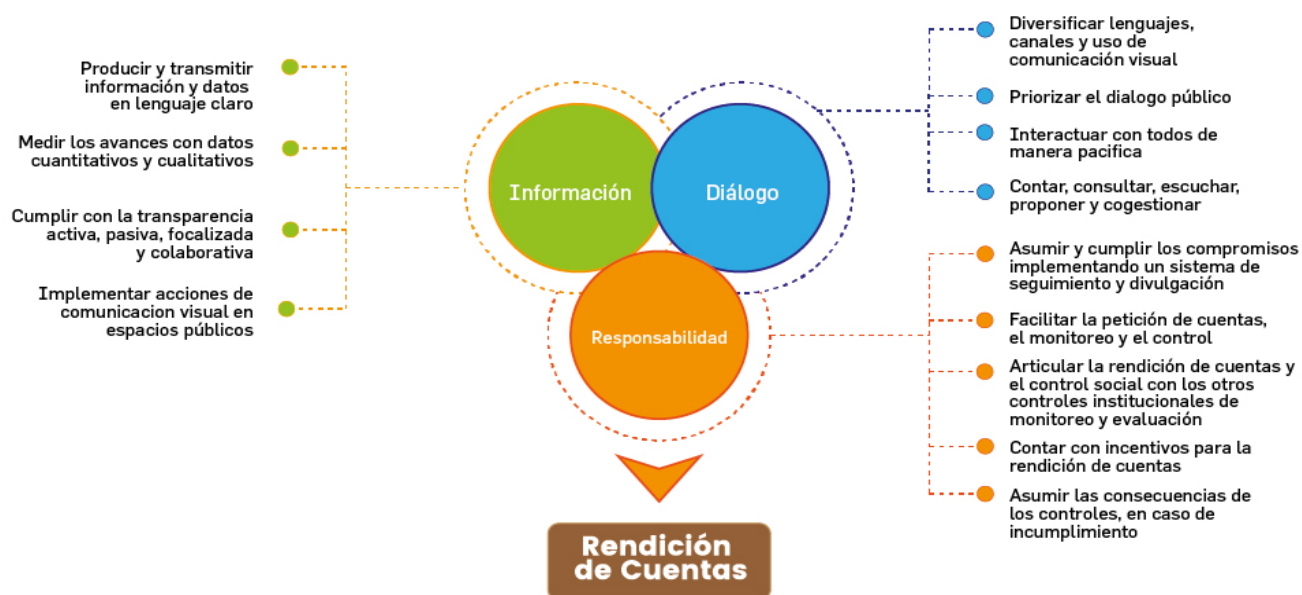 Producir y transmitir
información y datos
en lenguaje claro
Medir los avances con datos
cuantitativos y cualitativos
Cumplir con la transparencia
activa, pasiva, focalizada
y colaborativa
Implementar acciones de
comunicacion visual en
espacios públicos
Información
Diálogo
Responsabilidad
Diversificar lenguajes,
canales y uso de
comunicación visual
Priorizar el dialogo público
Interactuar con todos de
manera pacifica
Contar, consultar, escuchar,
proponer y cogestionar
Asumir y cumplir los compromisos
implementando un sistema de
seguimiento y divulgación
Facilitar la petición de cuentas,
el monitoreo y el control
Articular la rendición de cuentas y
el control social con los otros
controles institucionales de
monitoreo y evaluación
Contar con incentivos para la
rendición de cuentas
Asumir las consecuencias de
los controles, en caso de
incumplimiento
Rendición
de Cuentas